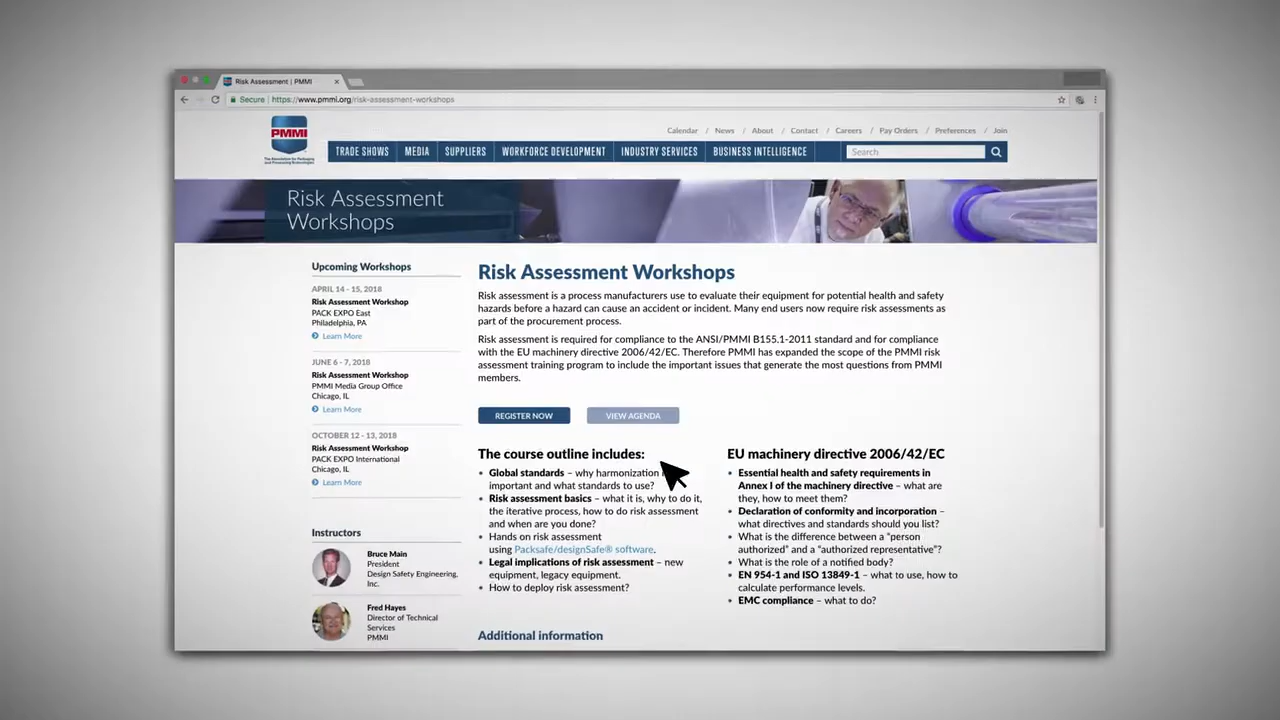 Risk Assessment | PMMI
Secure https://www.pmmi.org/risk-assessment-workshops
Calendar / News / About / Contact / Careers / Pay Orders / Preferences / Join
PMMI
The Association for Packaging
and Processing Technologies
TRADE SHOWS MEDIA SUPPLIERS WORKFORCE DEVELOPMENT INDUSTRY SERVICES BUSINESS INTELLIGENCE Search
Risk Assessment
Workshops
Upcoming Workshops
APRIL 14 - 15, 2018
Risk Assessment Workshop
PACK EXPO East
Philadelphia, PA
Learn More
JUNE 6 - 7, 2018
Risk Assessment Workshop
PMMI Media Group Office
Chicago, IL
Learn More
OCTOBER 12 - 13, 2018
Risk Assessment Workshop
PACK EXPO International
Chicago, IL
Learn More
Instructors
Bruce Main
President
Design Safety Engineering,
Inc.
Fred Hayes
Director of Technical
Services
PMMI
Risk Assessment Workshops
Risk assessment is a process manufacturers use to evaluate their equipment for potential health and safety
hazards before a hazard can cause an accident or incident. Many end users now require risk assessments as
part of the procurement process.
Risk assessment is required for compliance to the ANSI/PMMI B155.1-2011 standard and for compliance
with the EU machinery directive 2006/42/EC. Therefore PMMI has expanded the scope of the PMMI risk
assessment training program to include the important issues that generate the most questions from PMMI
members.
REGISTER NOW VIEW AGENDA
The course outline includes:
• Global standards – why harmonization
important and what standards to use?
• Risk assessment basics – what it is, why to do it,
the iterative process, how to do risk assessment
and when are you done?
• Hands on risk assessment
using Packsafe/designSafe® software.
• Legal implications of risk assessment – new
equipment, legacy equipment.
• How to deploy risk assessment?
EU machinery directive 2006/42/EC
• Essential health and safety requirements in
Annex I of the machinery directive – what are
they, how to meet them?
• Declaration of conformity and incorporation –
what directives and standards should you list?
• What is the difference between a “person
authorized” and a “authorized representative”?
• What is the role of a notified body?
• EN 954-1 and ISO 13849-1 – what to use, how to
calculate performance levels.
• EMC compliance – what to do?
Additional information